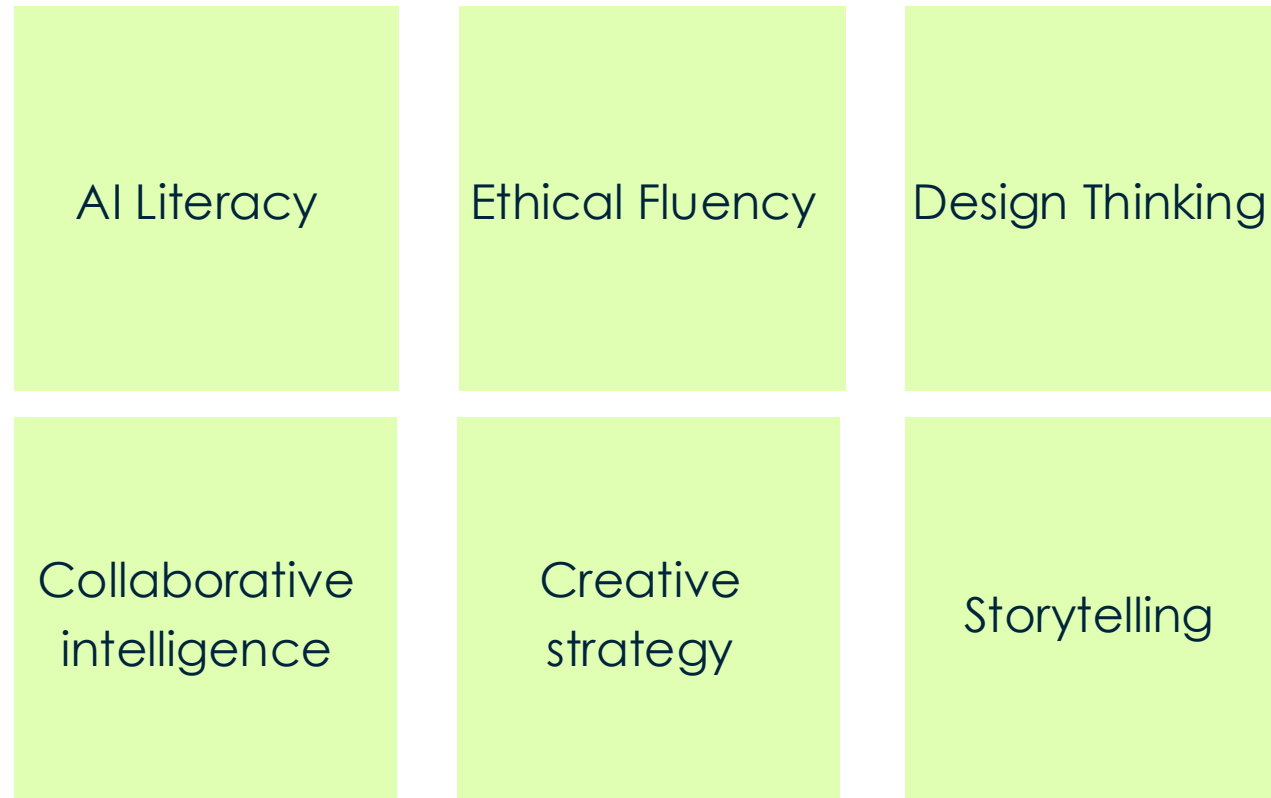 AI Literacy
Ethical Fluency
Design Thinking
Collaborative
intelligence
Creative
strategy
Storytelling